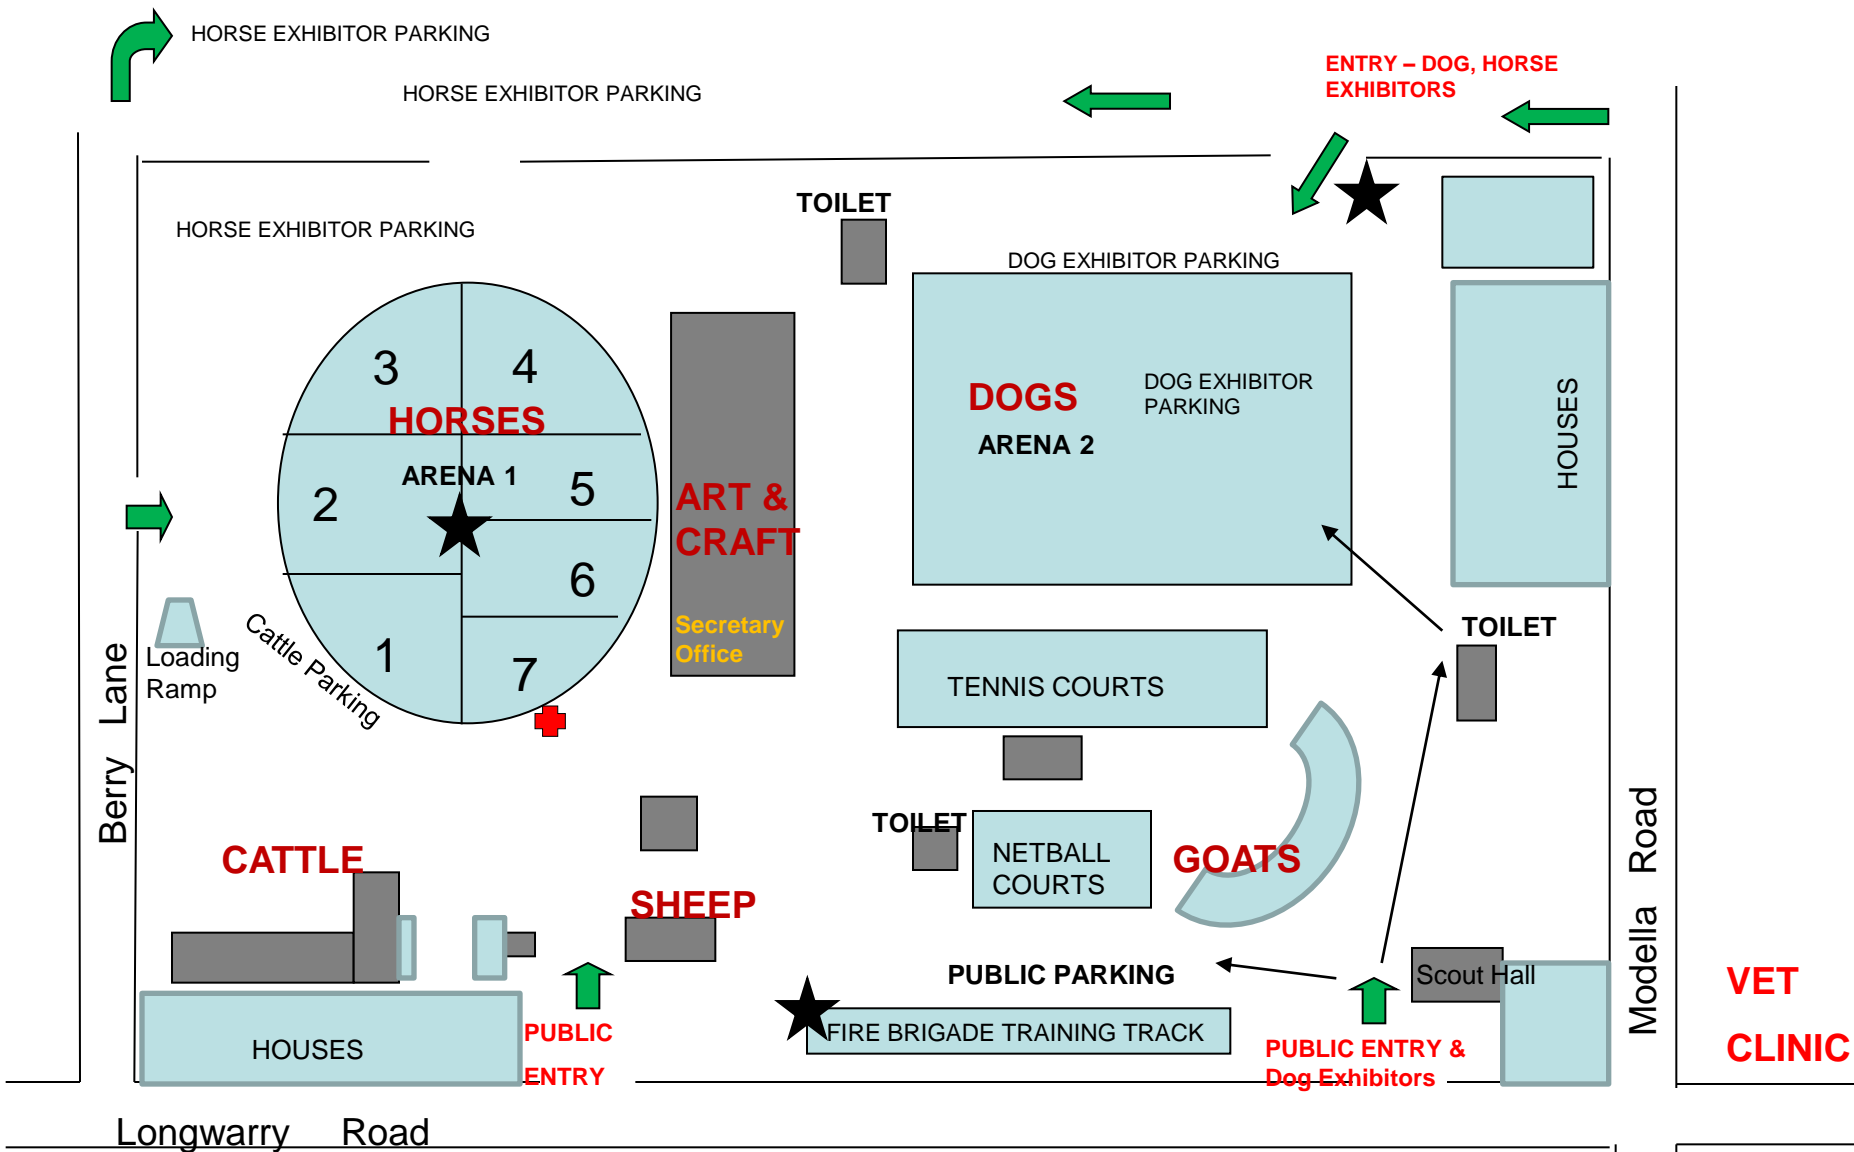 HORSE EXHIBITOR PARKING
ENTRY – DOG, HORSE
EXHIBITORS
HORSE EXHIBITOR PARKING
TOILET
HORSE EXHIBITOR PARKING
DOG EXHIBITOR PARKING
3
4
HORSES
DOGS
DOG EXHIBITOR
PARKING
ARENA 2
HOUSES
ARENA 1
2
5
ART &
CRAFT
6
Secretary
Office
TOILET
Loading
Ramp
Cattle Parking
1
7
TENNIS COURTS
Berry Lane
TOILET
CATTLE
NETBALL
COURTS
GOATS
SHEEP
Modella Road
PUBLIC PARKING
Scout Hall
VET
CLINIC
HOUSES
PUBLIC
ENTRY
FIRE BRIGADE TRAINING TRACK
PUBLIC ENTRY &
Dog Exhibitors
Longwarry Road